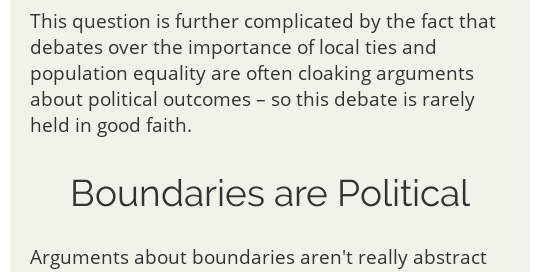 This question is further complicated by the fact that
debates over the importance of local ties and
population equality are often cloaking arguments
about political outcomes – so this debate is rarely
held in good faith.
Boundaries are Political
Arguments about boundaries aren't really abstract